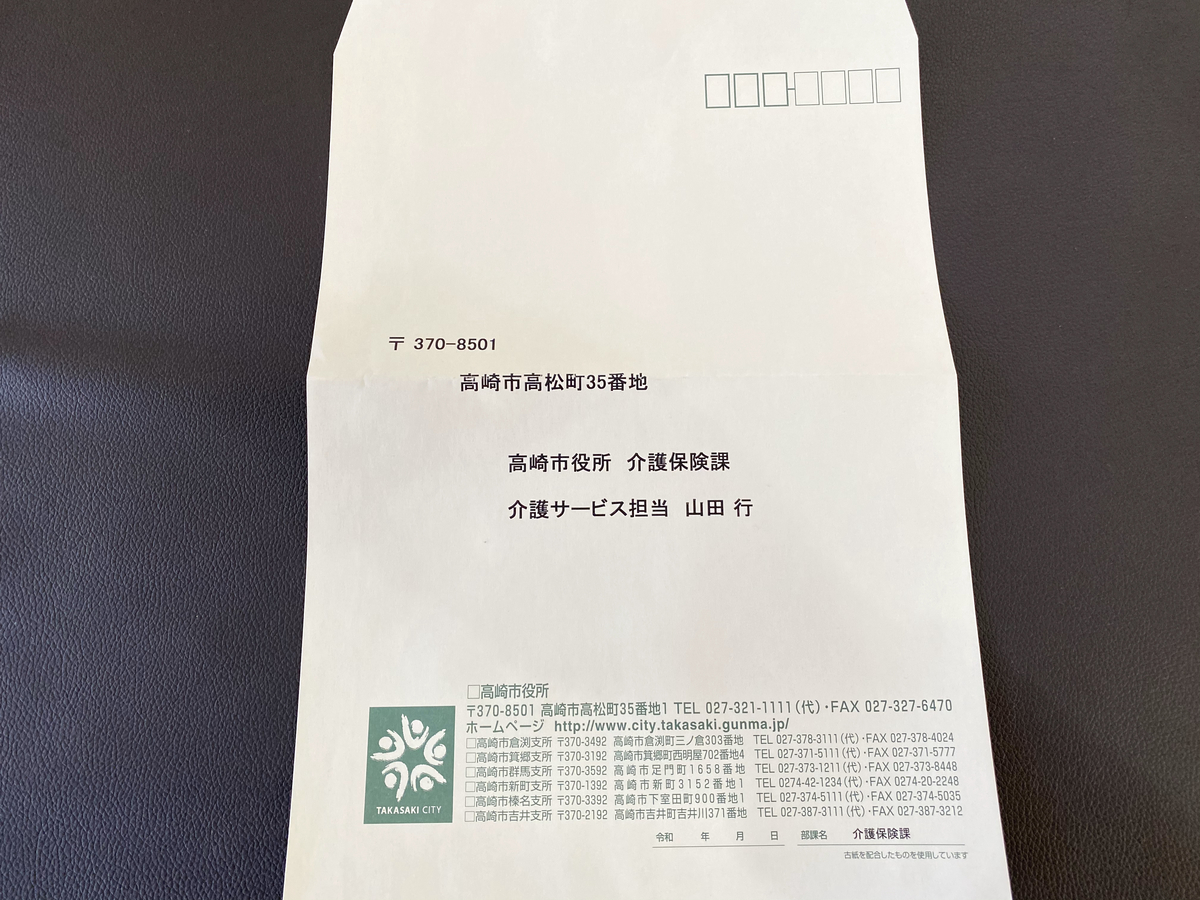 〒 370-8501
高崎市高松町35番地
高崎市役所 介護保険課
介護サービス担当 山田 行
□高崎市役所
〒370-8501 高崎市高松町35番地1 TEL 027-321-1111(代)・FAX 027-327-6470
ホームページ http://www.city.takasaki.gunma.jp/
□高崎市倉渕支所 〒370-3492 高崎市倉渕町三ノ倉303番地 TEL 027-378-3111(代)・FAX 027-378-4024
□高崎市箕郷支所 〒370-3192 高崎市箕郷町西明屋702番地4 TEL 027-371-5111(代)・FAX 027-371-5777
□高崎市群馬支所 〒370-3592 高崎市足門町1658番地 TEL 027-373-1211(代)・FAX 027-373-8448
□高崎市新町支所 〒370-1392 高崎市新町3152番地1 TEL 0274-42-1234(代)・FAX 0274-20-2248
□高崎市榛名支所 〒370-3392 高崎市下室田町900番地1 TEL 027-374-5111(代)・FAX 027-374-5035
□高崎市吉井支所 〒370-2192 高崎市吉井町吉井川371番地 TEL 027-387-3111(代)・FAX 027-387-3212
TAKASAKI CITY
令和 年 月 日 部課名 介護保険課
古紙を配合したものを使用しています